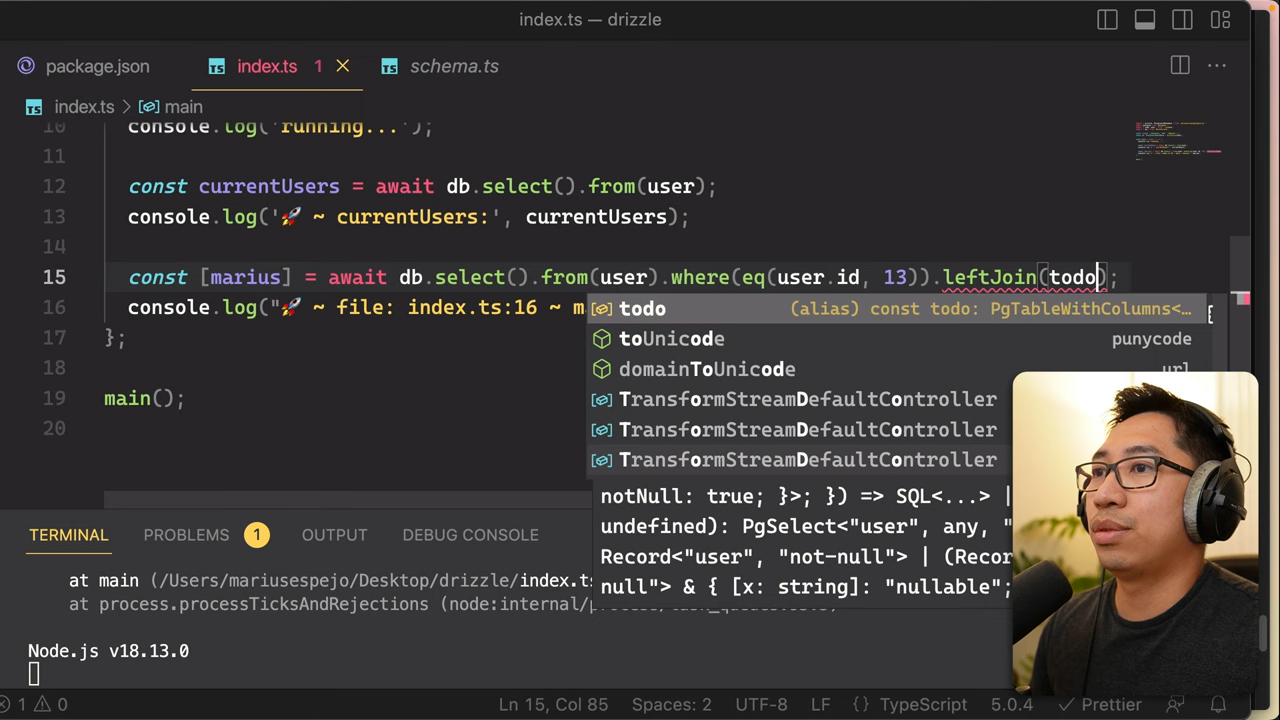 index.ts — drizzle
package.json
index.ts 1
schema.ts
index.ts > main
10 console.log('running...');
11
12 const currentUsers = await db.select().from(user);
13 console.log('🚀 ~ currentUsers:', currentUsers);
14
15 const [marius] = await db.select().from(user).where(eq(user.id, 13)).leftJoin(todo);
16 console.log("🚀 ~ file: index.ts:16 ~ m
17 };
18
19 main();
20
todo (alias) const todo: PgTableWithColumns<…
toUnicode punycode
domainToUnicode url
TransformStreamDefaultController
TransformStreamDefaultController
TransformStreamDefaultController
notNull: true; }>; }) => SQL<...> |
undefined): PgSelect<"user", any, "
Record<"user", "not-null"> | (Recor
null"> & { [x: string]: "nullable";
TERMINAL PROBLEMS 1 OUTPUT DEBUG CONSOLE
at main (/Users/mariusespejo/Desktop/drizzle/index.ts
at process.processTicksAndRejections (node:internal/
Node.js v18.13.0
1 0 Ln 15, Col 85 Spaces: 2 UTF-8 LF {} TypeScript 5.0.4 ✓ Prettier